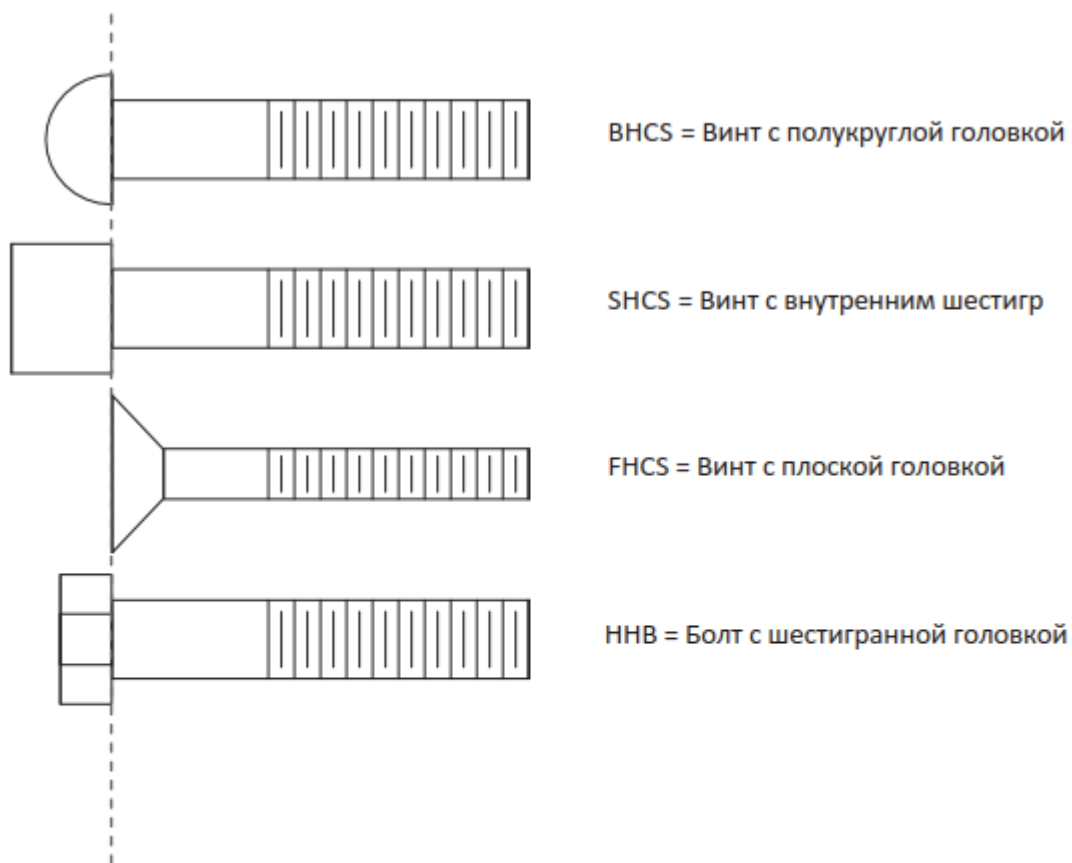 BHCS = Винт с полукруглой головкой
SHCS = Винт с внутренним шестигр
FHCS = Винт с плоской головкой
HHB = Болт с шестигранной головкой